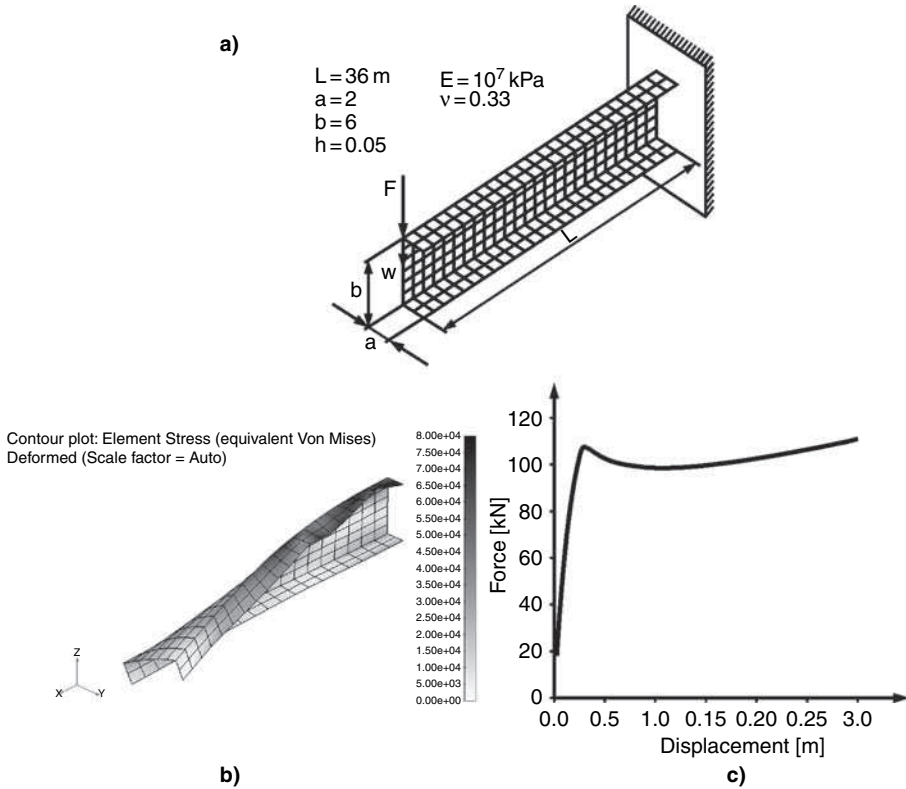 a)
L = 36 m
a = 2
b = 6
h = 0.05
E = 10⁷ kPa
ν = 0.33
F
w
b
a
L
Contour plot: Element Stress (equivalent Von Mises)
Deformed (Scale factor = Auto)
8.00e+04
7.50e+04
7.00e+04
6.50e+04
6.00e+04
5.50e+04
5.00e+04
4.50e+04
4.00e+04
3.50e+04
3.00e+04
2.50e+04
2.00e+04
1.50e+04
1.00e+04
5.00e+03
0.00e+00
Z
X
Y
b)
Force [kN]
120
100
80
60
40
20
0
0.0
0.5
1.0
0.15
0.20
0.25
3.0
Displacement [m]
c)